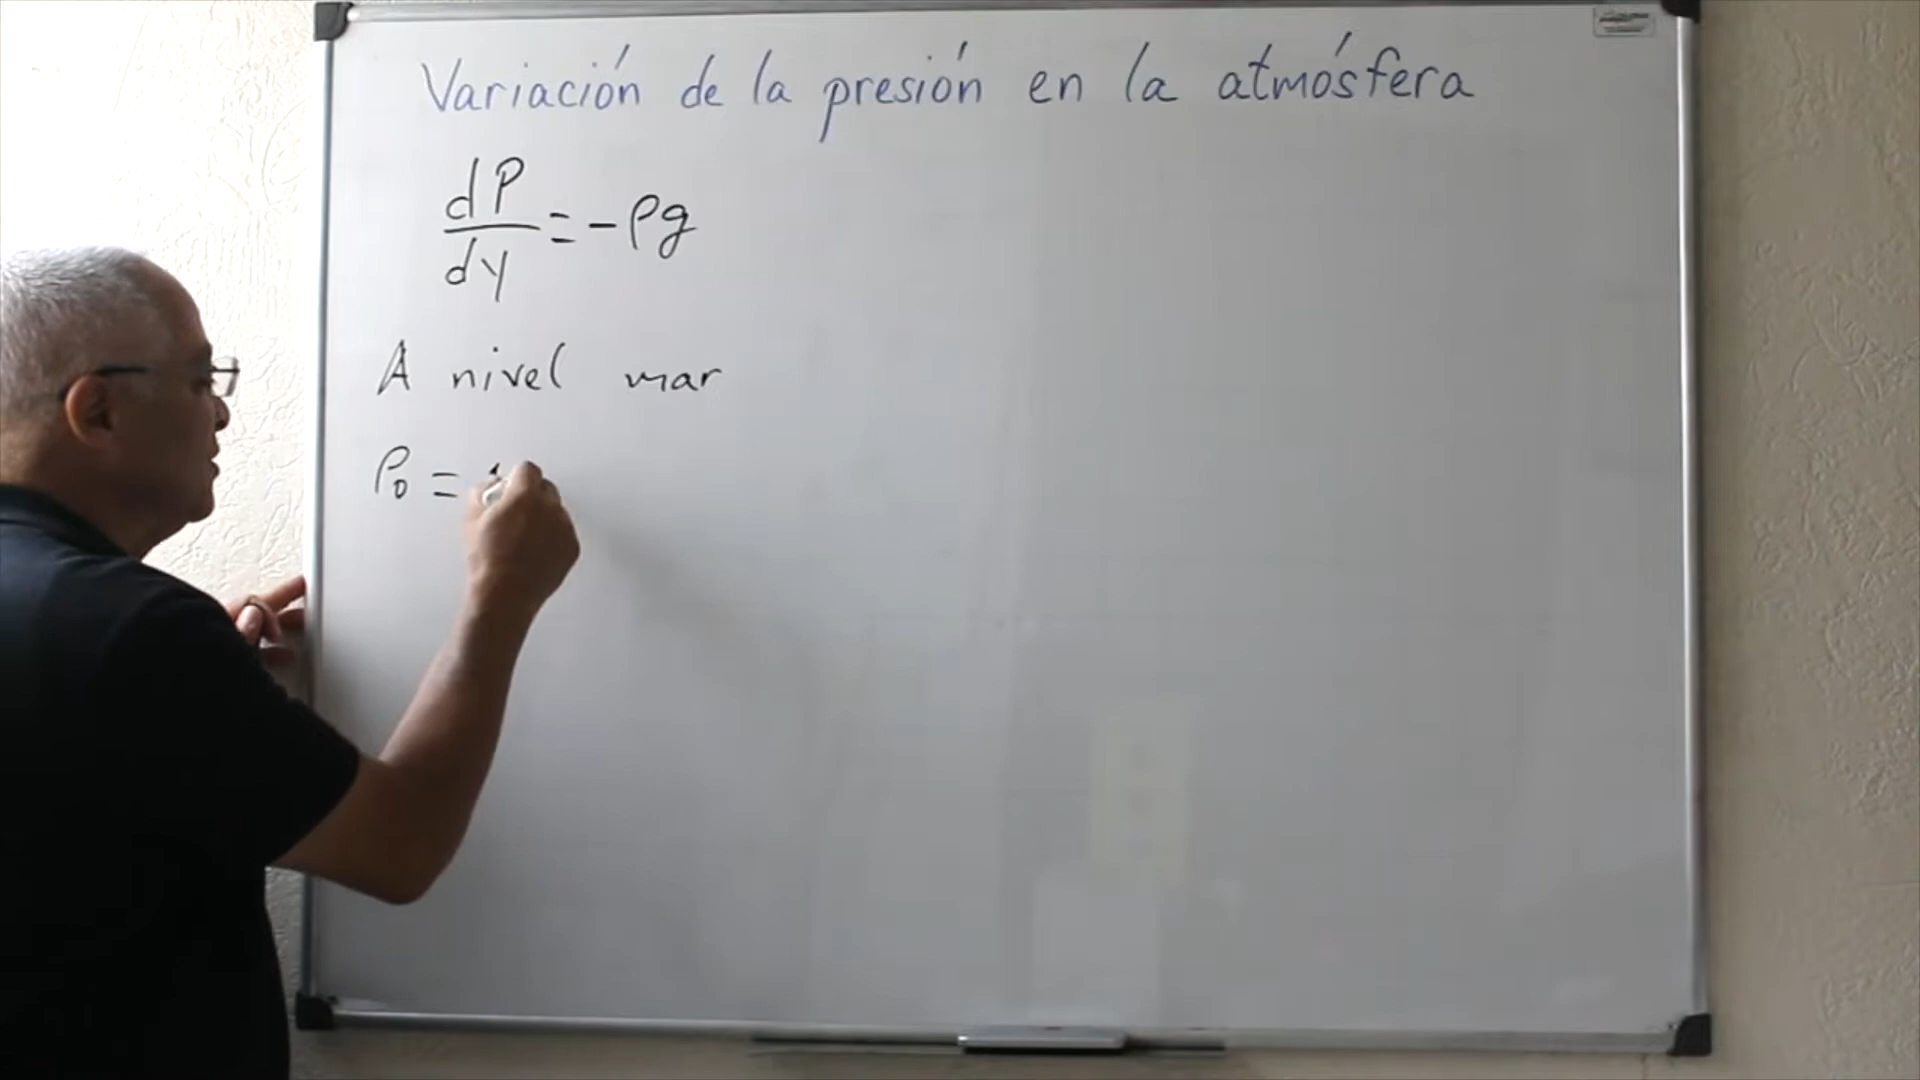 Variación de la presión en la atmósfera
dP/dy = -ρg
A nivel mar
ρ₀ =